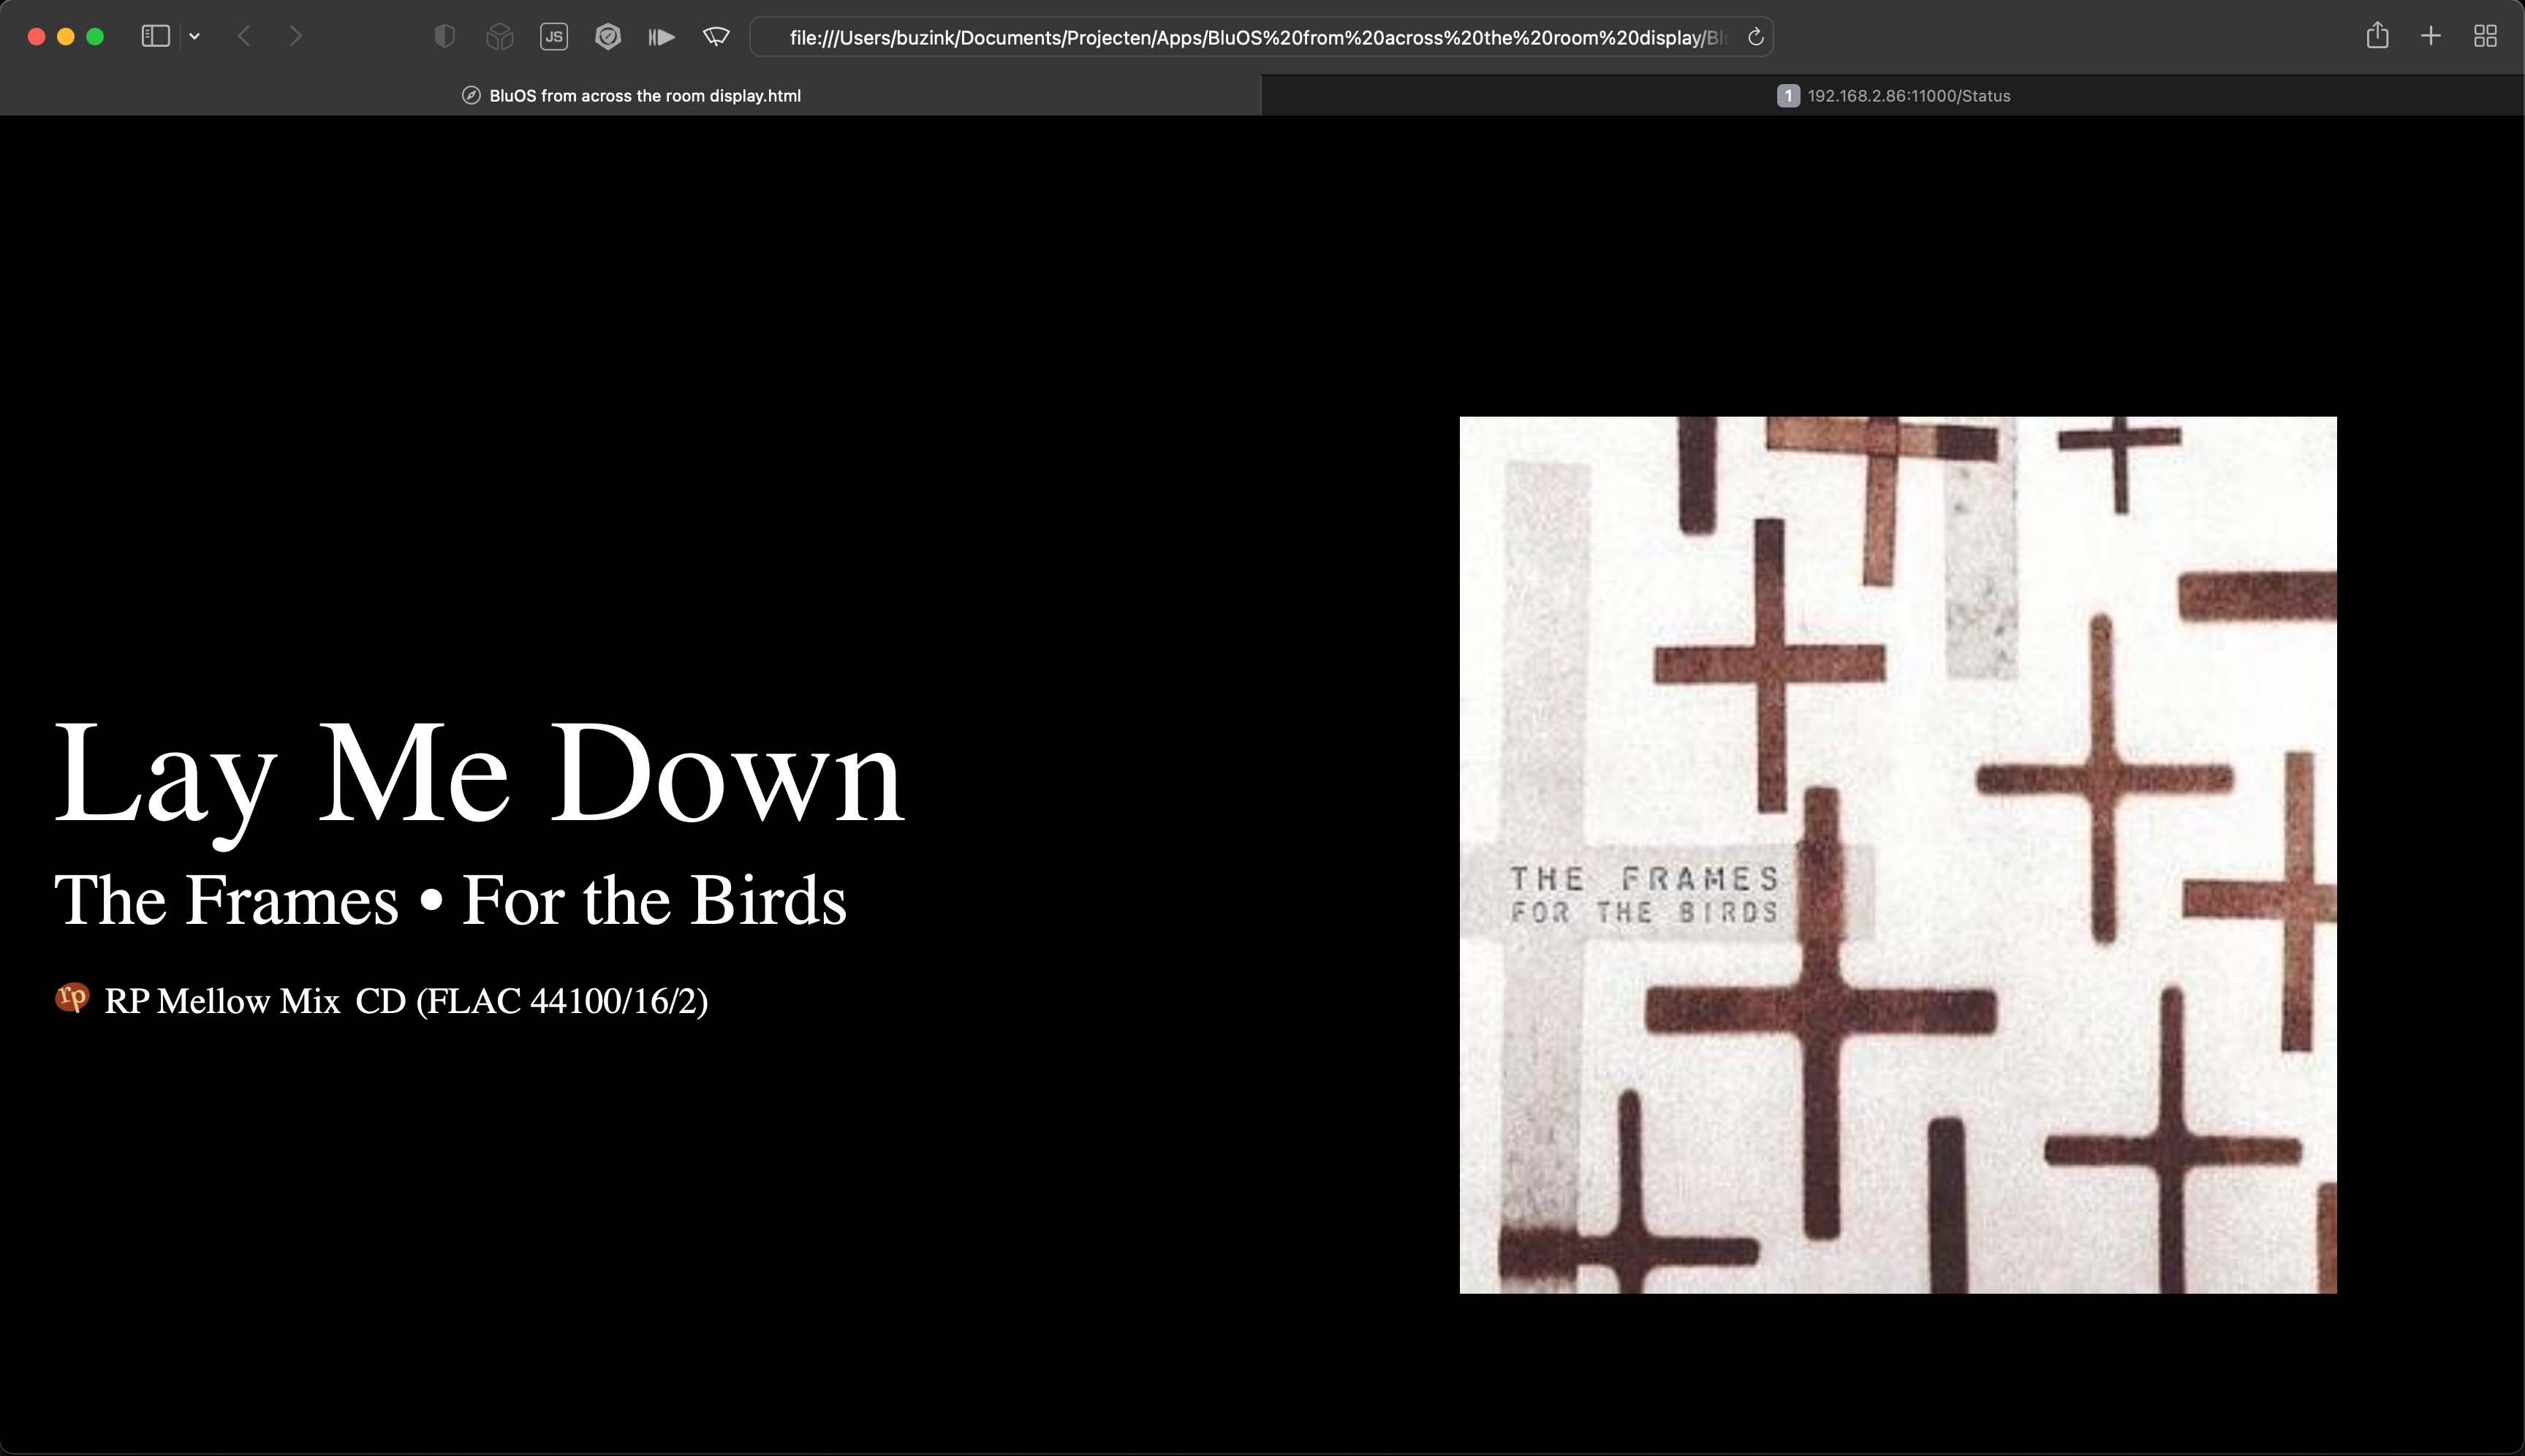 JS
file:///Users/buzink/Documents/Projecten/Apps/BluOS%20from%20across%20the%20room%20display/Bl
BluOS from across the room display.html
1 192.168.2.86:11000/Status
Lay Me Down
The Frames • For the Birds
rp RP Mellow Mix CD (FLAC 44100/16/2)
THE FRAMES
FOR THE BIRDS